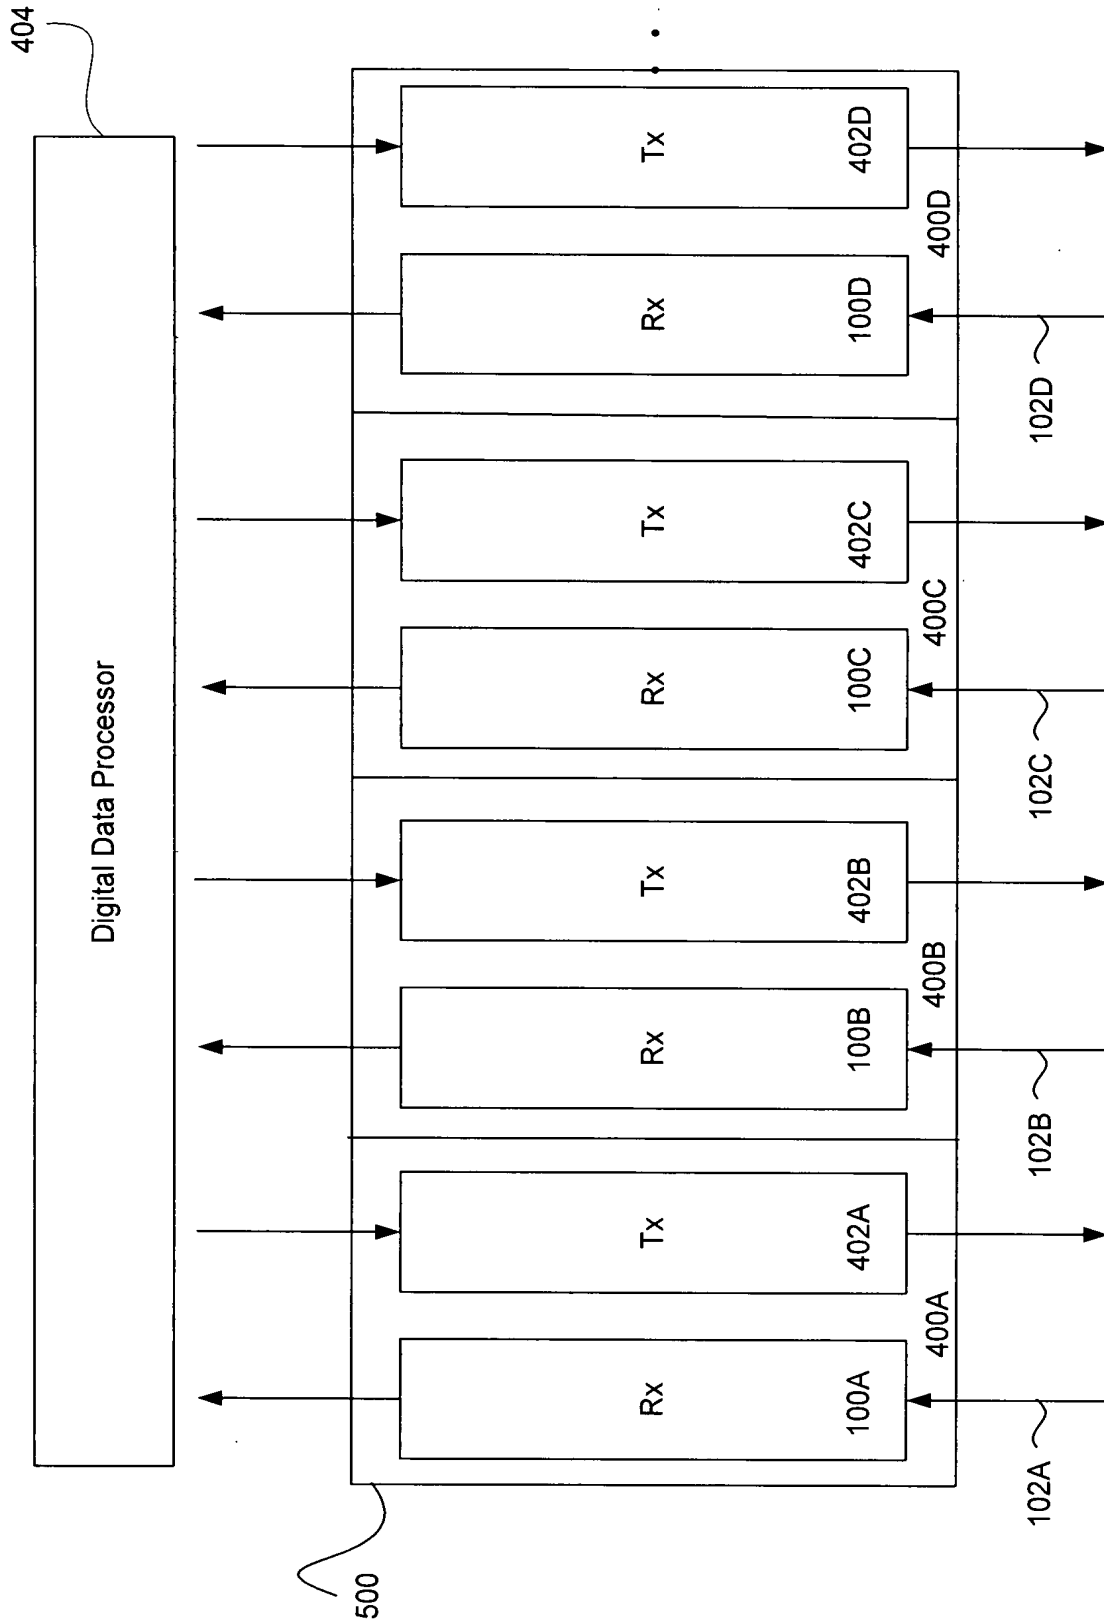 404
Digital Data Processor
500
Rx
100A
Tx
402A
400A
Rx
100B
Tx
402B
400B
Rx
100C
Tx
402C
400C
Rx
100D
Tx
402D
400D
102A
102B
102C
102D